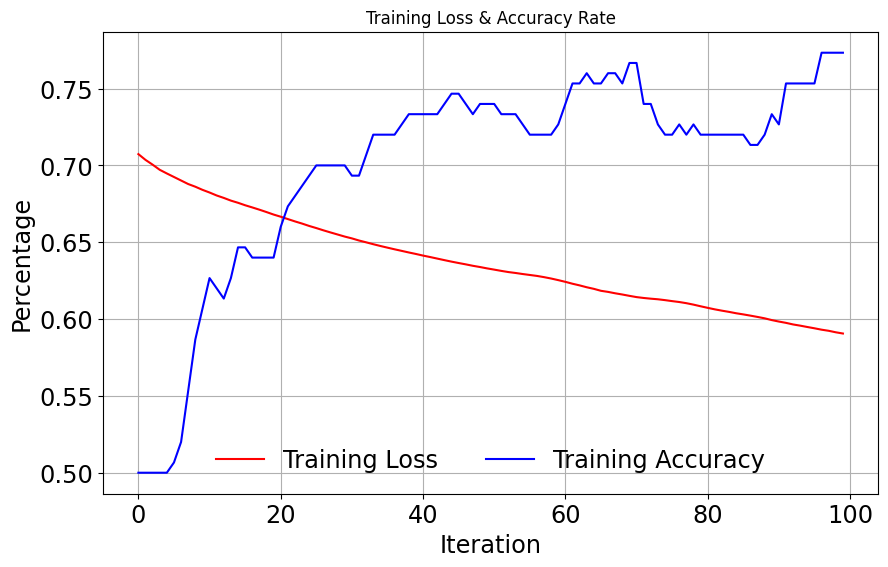 Training Loss & Accuracy Rate
Percentage
0.75
0.70
0.65
0.60
0.55
0.50
Training Loss
Training Accuracy
0 20 40 60 80 100
Iteration